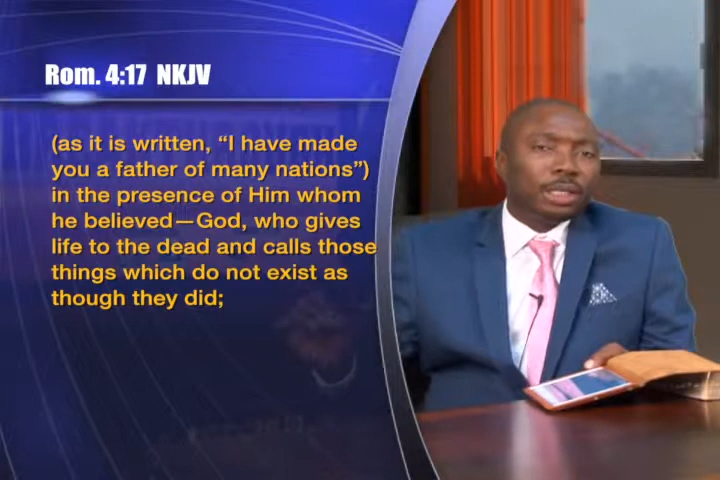 Rom. 4:17 NKJV
(as it is written, “I have made
you a father of many nations”)
in the presence of Him whom
he believed—God, who gives
life to the dead and calls those
things which do not exist as
though they did;